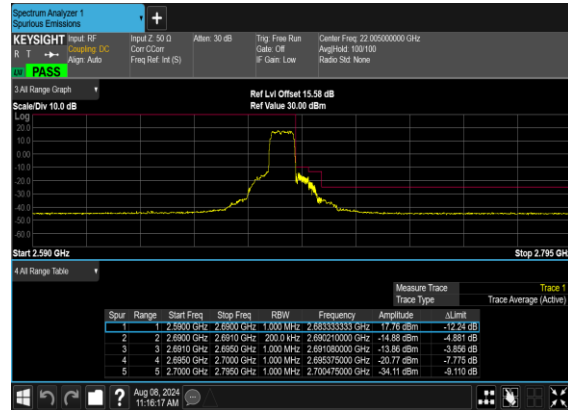 Spectrum Analyzer 1
Spurious Emissions
+
KEYSIGHT Input: RF Input Z: 50 Ω Atten: 30 dB Trig: Free Run Center Freq: 22.005000000 GHz
R T Coupling: DC Corr CCorr Gate: Off Avg|Hold: 100/100
Align: Auto Freq Ref: Int (S) IF Gain: Low Radio Std: None
PASS
3 All Range Graph
Ref Lvl Offset 15.58 dB
Scale/Div 10.0 dB Ref Value 30.00 dBm
Log
20.0
10.0
0.00
-10.0
-20.0
-30.0
-40.0
-50.0
-60.0
Start 2.590 GHz Stop 2.795 GHz
4 All Range Table
Measure Trace Trace 1
Trace Type Trace Average (Active)
Spur Range Start Freq Stop Freq RBW Frequency Amplitude ΔLimit
1 1 2.5900 GHz 2.6900 GHz 1.000 MHz 2.683333333 GHz 17.76 dBm -12.24 dB
2 2 2.6900 GHz 2.6910 GHz 200.0 kHz 2.690210000 GHz -14.88 dBm -4.881 dB
3 3 2.6910 GHz 2.6950 GHz 1.000 MHz 2.691080000 GHz -13.86 dBm -3.856 dB
4 4 2.6950 GHz 2.7000 GHz 1.000 MHz 2.695375000 GHz -20.77 dBm -7.775 dB
5 5 2.7000 GHz 2.7950 GHz 1.000 MHz 2.700475000 GHz -34.11 dBm -9.110 dB
? Aug 08, 2024
11:16:17 AM